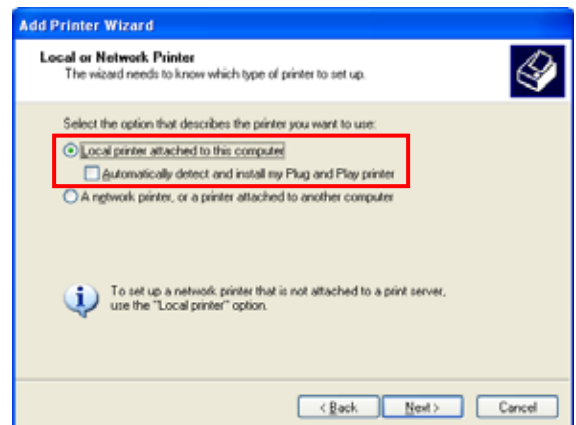 Add Printer Wizard
Local or Network Printer
The wizard needs to know which type of printer to set up.
Select the option that describes the printer you want to use:
Local printer attached to this computer
Automatically detect and install my Plug and Play printer
A network printer, or a printer attached to another computer
To set up a network printer that is not attached to a print server,
use the "Local printer" option.
< Back Next > Cancel